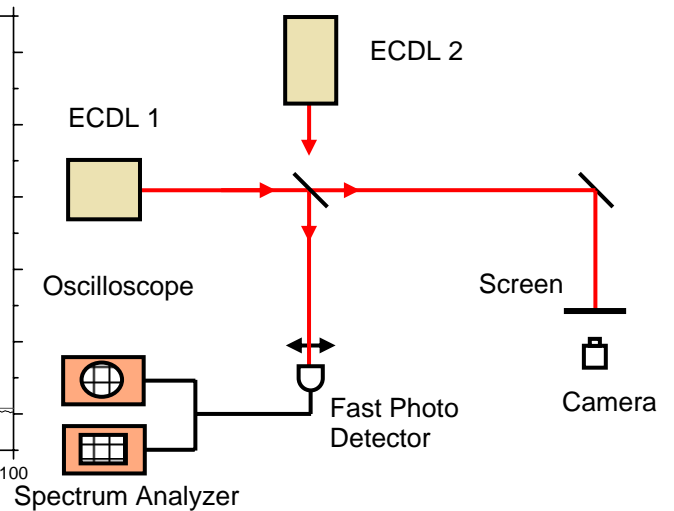 ECDL 2
ECDL 1
Oscilloscope
Screen
Camera
Fast Photo
Detector
100
Spectrum Analyzer